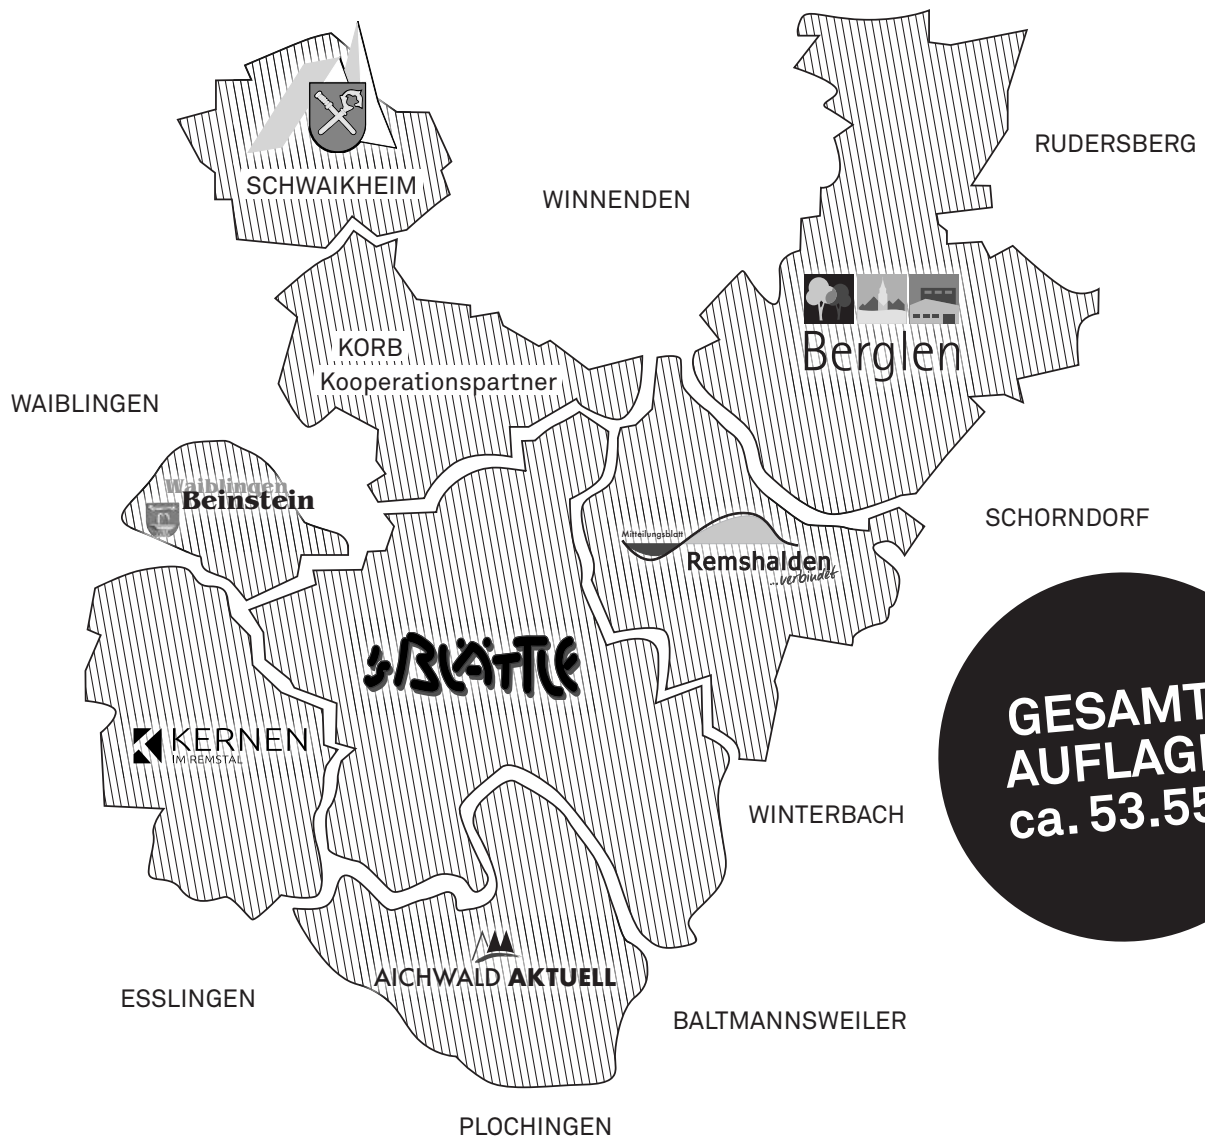 RUDERSBERG
SCHWAIKHEIM
WINNENDEN
KORB
Kooperationspartner
Berglen
WAIBLINGEN
Waiblingen
Beinstein
SCHORNDORF
Mitteilungsblatt
Remshalden
...verbindet
's BLÄTTLE
KERNEN
IM REMSTAL
GESAMT
AUFLAG
ca. 53.55
WINTERBACH
AICHWALD AKTUELL
ESSLINGEN
BALTMANNSWEILER
PLOCHINGEN